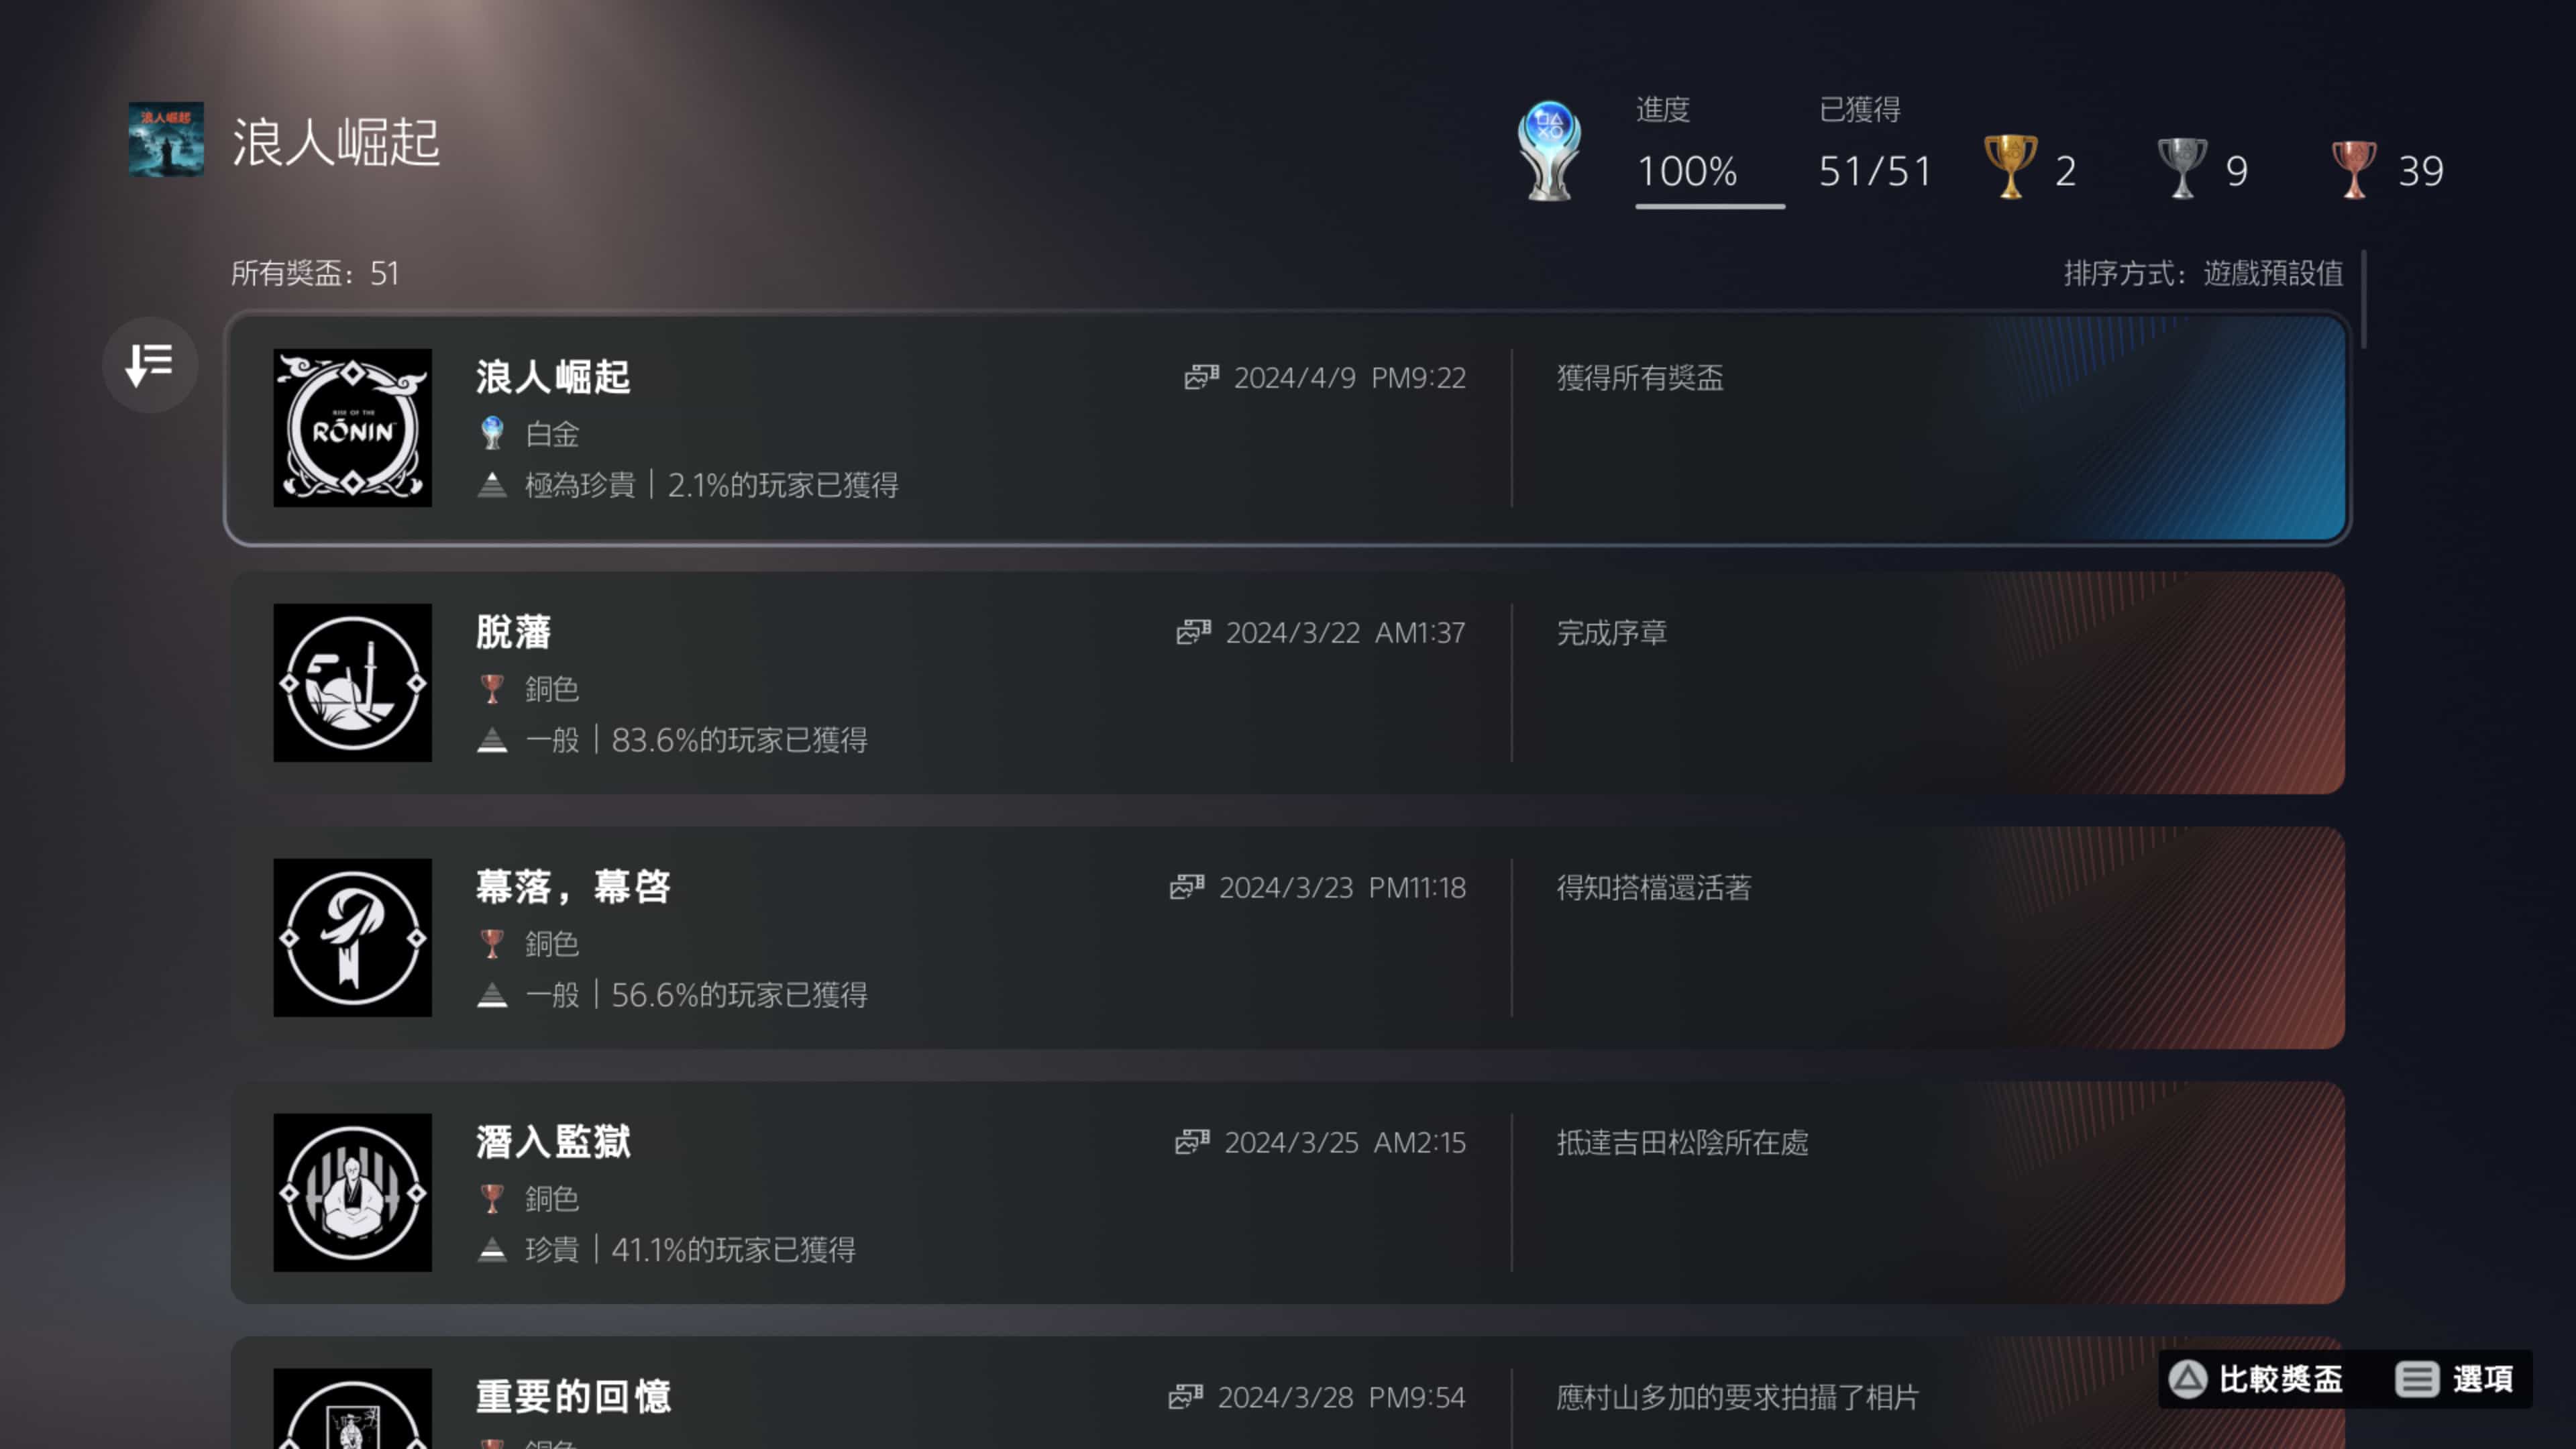 浪人崛起
浪人崛起
進度
已獲得
100%
51/51
2
9
39
所有獎盃：51
排序方式：遊戲預設值
RISE OF THE
RŌNIN
浪人崛起
2024/4/9 PM9:22
獲得所有獎盃
白金
極為珍貴｜2.1%的玩家已獲得
脫藩
2024/3/22 AM1:37
完成序章
銅色
一般｜83.6%的玩家已獲得
幕落，幕啓
2024/3/23 PM11:18
得知搭檔還活著
銅色
一般｜56.6%的玩家已獲得
潛入監獄
2024/3/25 AM2:15
抵達吉田松陰所在處
銅色
珍貴｜41.1%的玩家已獲得
重要的回憶
2024/3/28 PM9:54
應村山多加的要求拍攝了相片
銅色
比較獎盃
選項